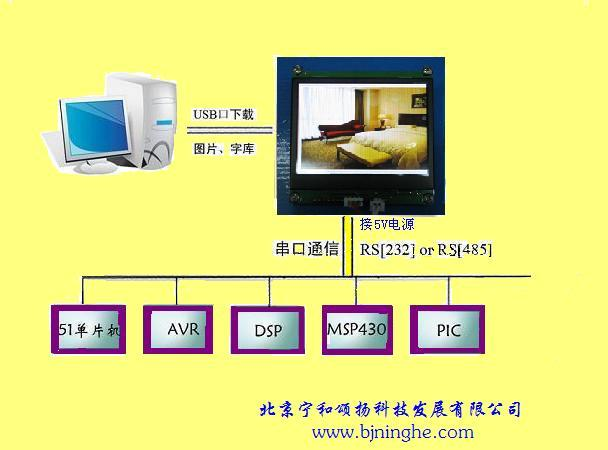 USB口下载
图片、字库
接5V电源
串口通信 RS[232] or RS[485]
51单片机 AVR DSP MSP430 PIC
北京宁和颂扬科技发展有限公司
www.bjninghe.com